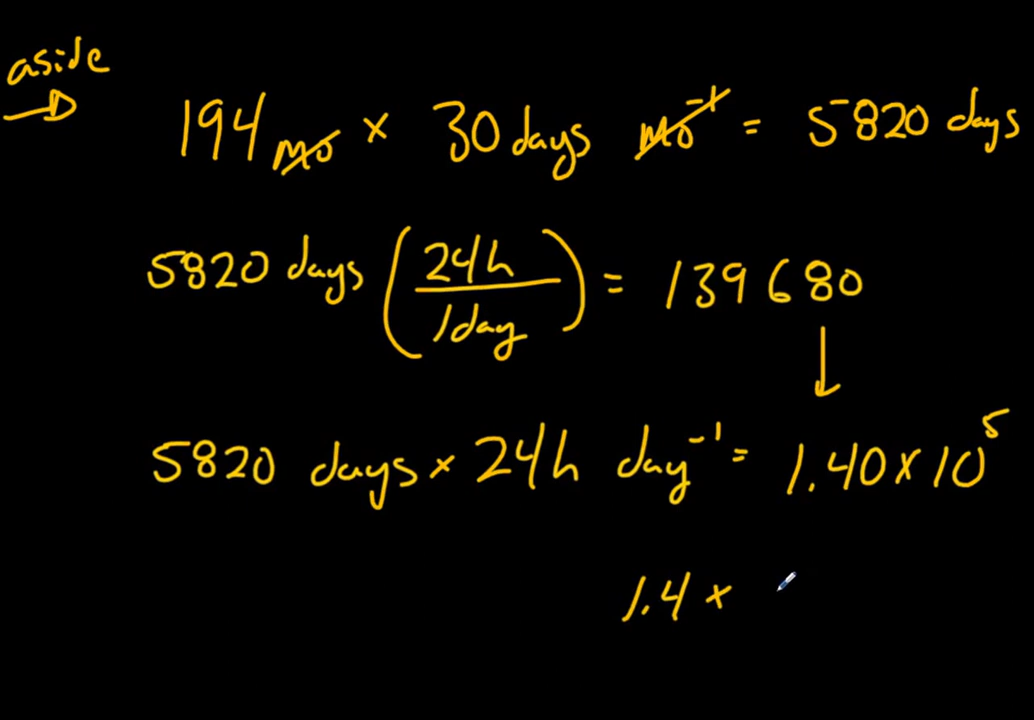 aside
194 mo × 30 days mo⁻¹ = 5820 days
5820 days (24h / 1day) = 139680
5820 days × 24h day⁻¹ = 1.40 × 10⁵
1.4 ×